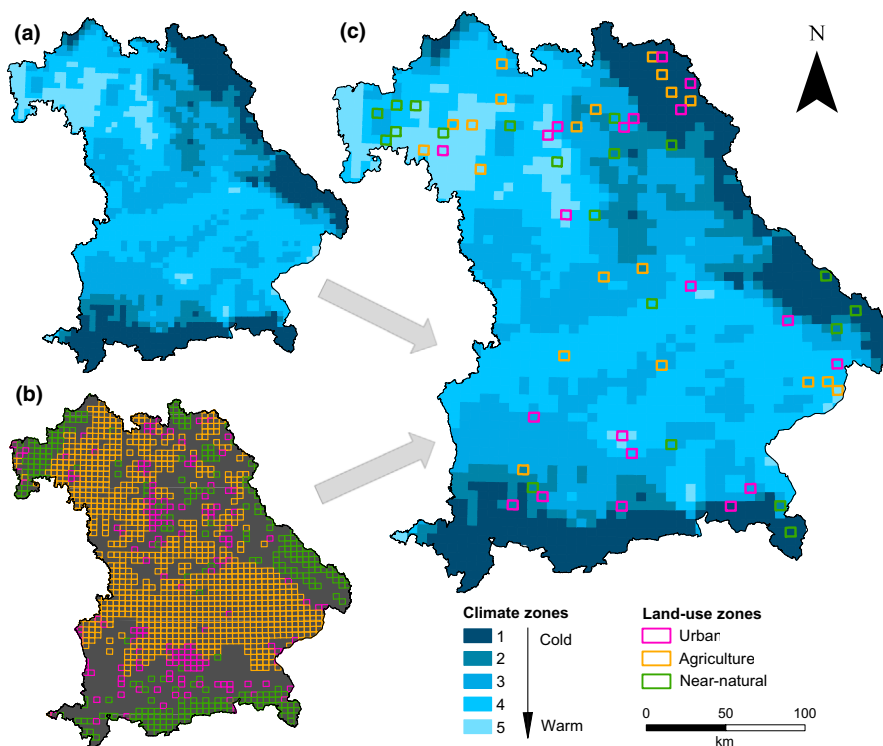 (a)
(c)
N
(b)
Climate zones
1
2
3
4
5
Cold
Warm
Land-use zones
Urban
Agriculture
Near-natural
0 50 100
km